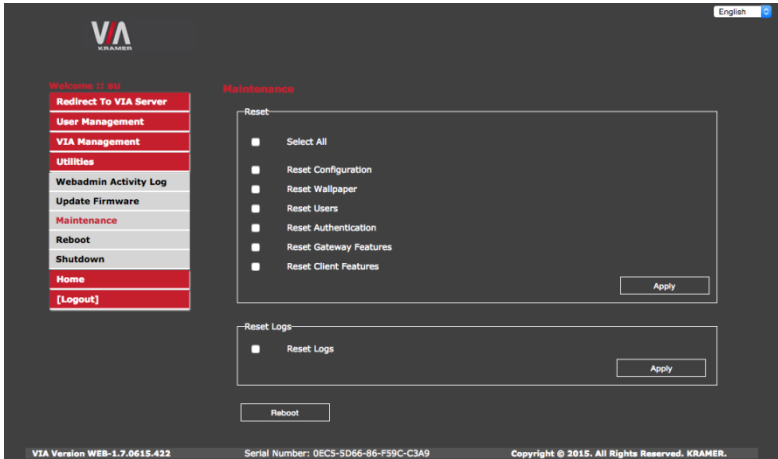 English
VIA
KRAMER
Welcome :: su
Redirect To VIA Server
User Management
VIA Management
Utilities
Webadmin Activity Log
Update Firmware
Maintenance
Reboot
Shutdown
Home
[Logout]
Maintenance
Reset
Select All
Reset Configuration
Reset Wallpaper
Reset Users
Reset Authentication
Reset Gateway Features
Reset Client Features
Apply
Reset Logs
Reset Logs
Apply
Reboot
VIA Version WEB-1.7.0615.422
Serial Number: 0EC5-5D66-86-F59C-C3A9
Copyright © 2015. All Rights Reserved. KRAMER.